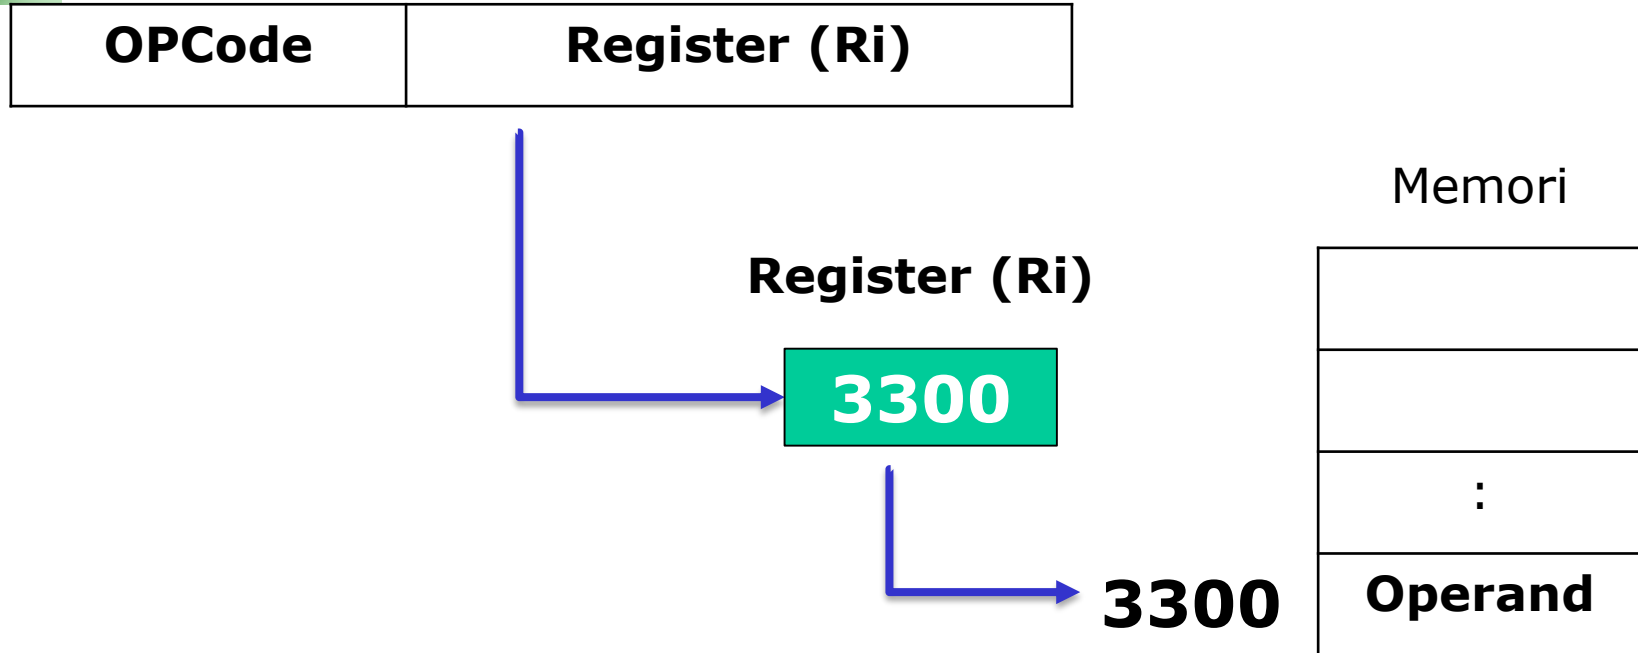 OPCode Register (Ri)
Memori
Register (Ri)
3300
:
3300 Operand